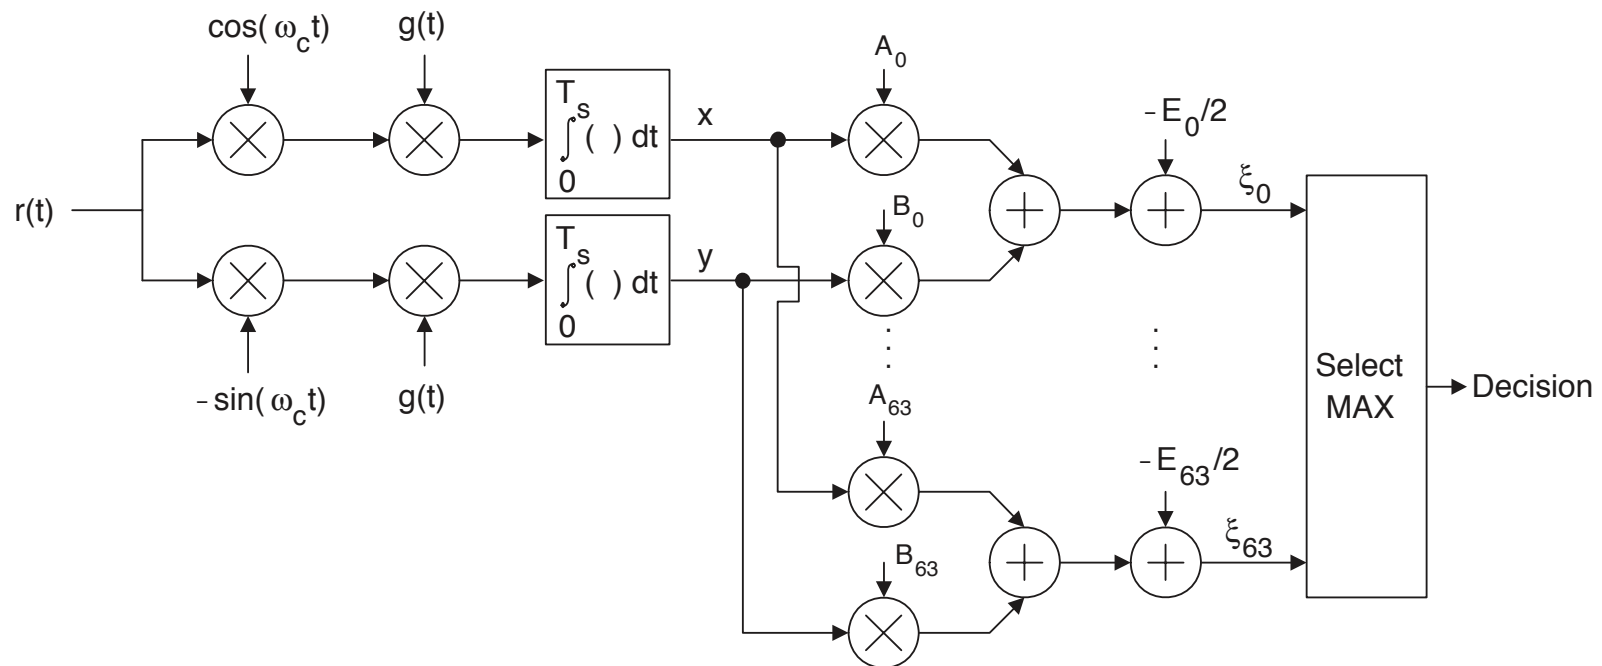 cos(ω_c t)
g(t)
T_s
∫ ( ) dt
0
x
A_0
-E_0/2
ξ_0
r(t)
B_0
T_s
∫ ( ) dt
0
y
-sin(ω_c t)
g(t)
Select
MAX
Decision
A_63
-E_63/2
ξ_63
B_63